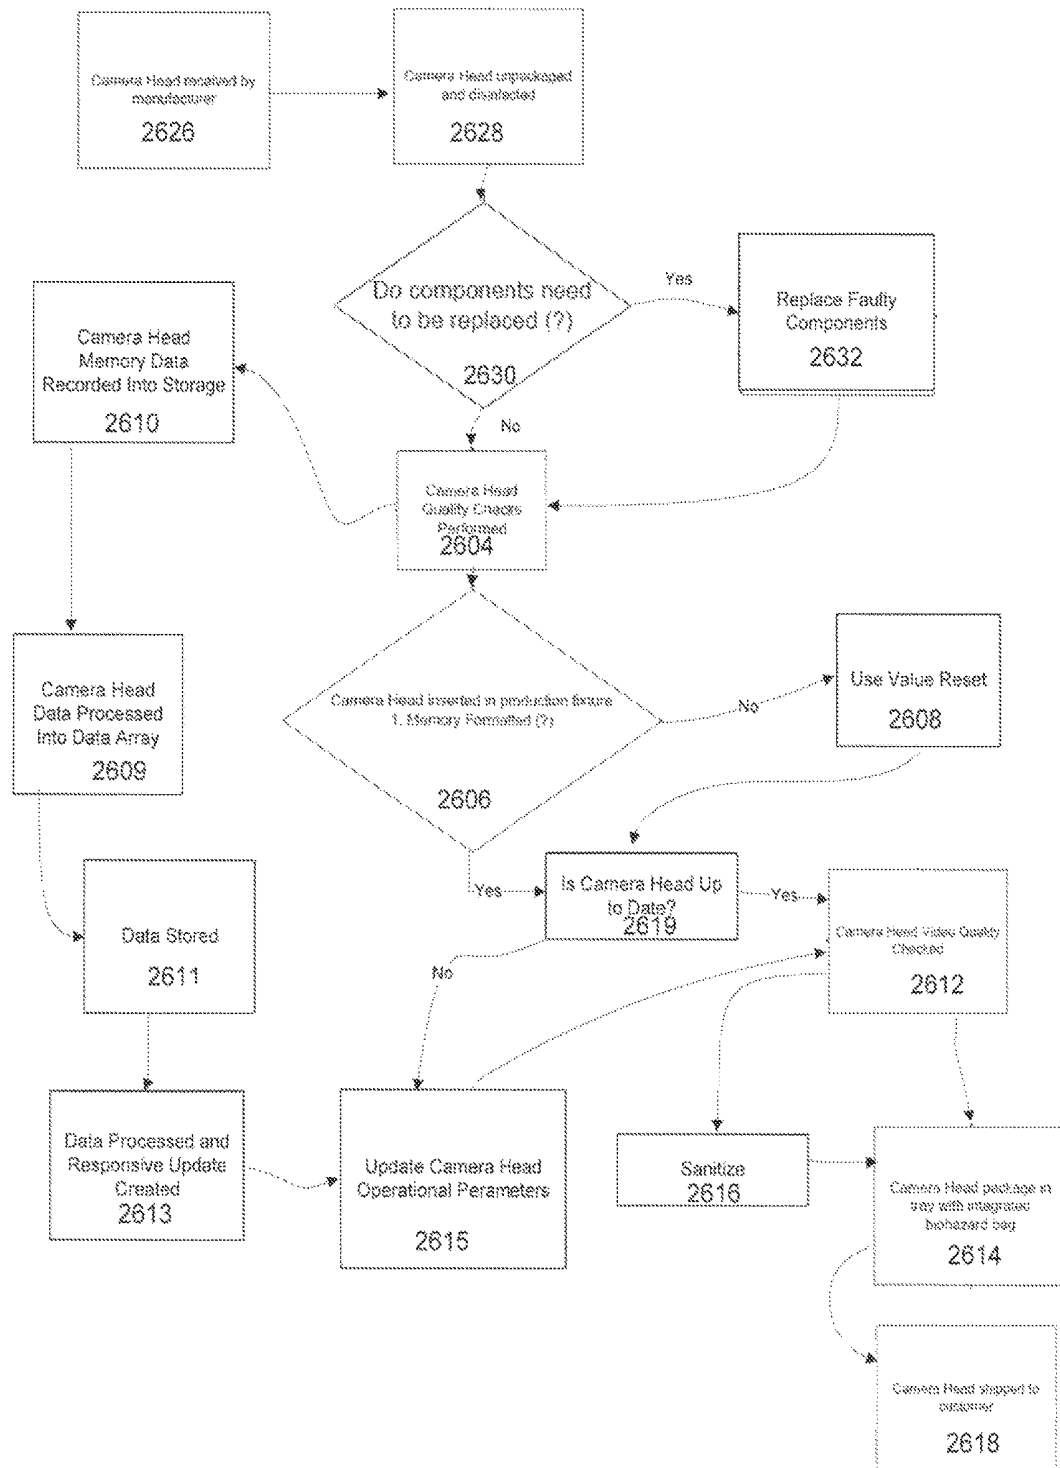 Camera Head received by
manufacturer
2626
Camera Head unpackaged
and disinfected
2628
Do components need
to be replaced (?)
2630
Yes
Replace Faulty
Components
2632
No
Camera Head
Memory Data
Recorded Into Storage
2610
Camera Head
Quality Checks
Performed
2604
Camera Head inserted in production fixture
1. Memory Formatted (?)
2606
No
Use Value Reset
2608
Camera Head
Data Processed
Into Data Array
2609
Yes
Is Camera Head Up
to Date?
2619
Yes
Camera Head Video Quality
Checked
2612
Data Stored
2611
No
Data Processed and
Responsive Update
Created
2613
Update Camera Head
Operational Perameters
2615
Sanitize
2616
Camera Head package in
tray with integrated
biohazard bag
2614
Camera Head shipped to
customer
2618